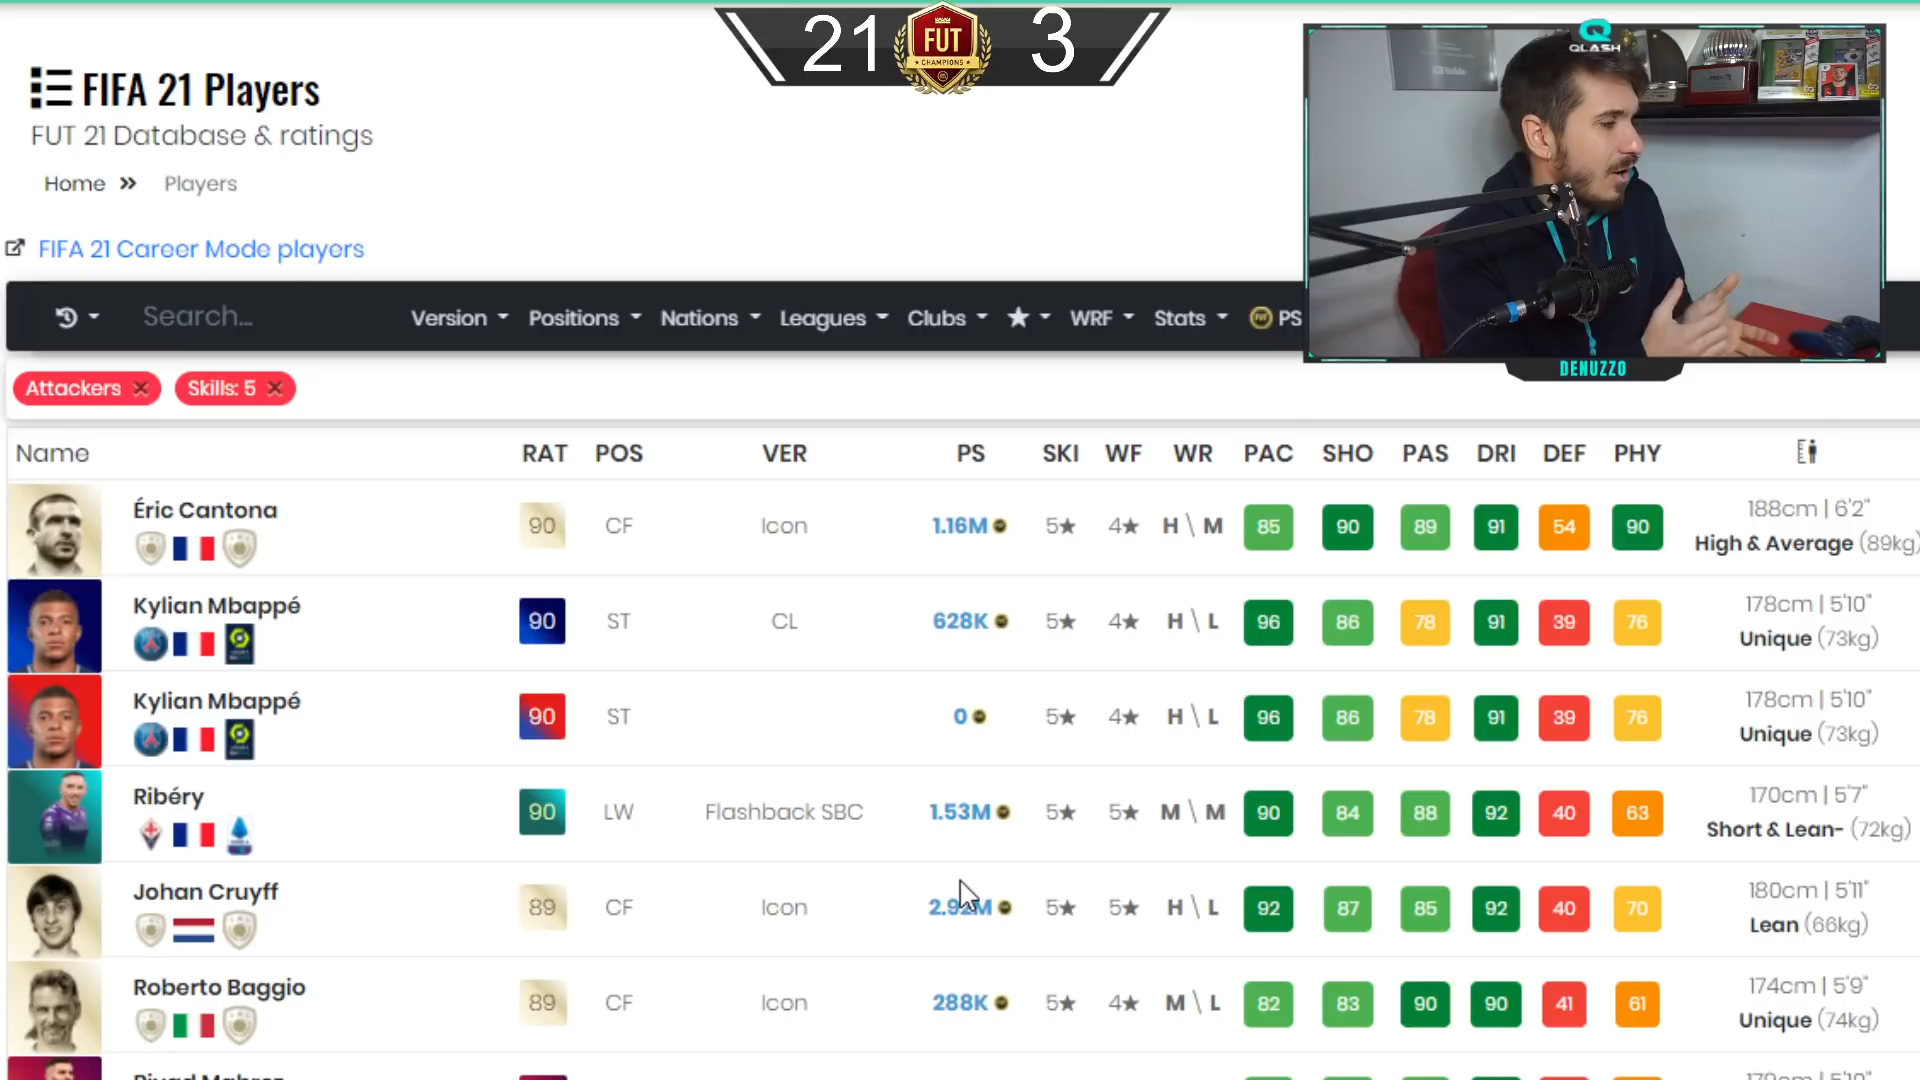 21 FUT CHAMPIONS 3
QLASH
DENUZZO
FIFA 21 Players
FUT 21 Database & ratings
Home » Players
FIFA 21 Career Mode players
Search... Version Positions Nations Leagues Clubs ★ WRF Stats PS
Attackers × Skills: 5 ×
Name RAT POS VER PS SKI WF WR PAC SHO PAS DRI DEF PHY
Éric Cantona 90 CF Icon 1.16M 5★ 4★ H \ M 85 90 89 91 54 90 188cm | 6'2"
High & Average (89kg)
Kylian Mbappé 90 ST CL 628K 5★ 4★ H \ L 96 86 78 91 39 76 178cm | 5'10"
Unique (73kg)
Kylian Mbappé 90 ST 0 5★ 4★ H \ L 96 86 78 91 39 76 178cm | 5'10"
Unique (73kg)
Ribéry 90 LW Flashback SBC 1.53M 5★ 5★ M \ M 90 84 88 92 40 63 170cm | 5'7"
Short & Lean- (72kg)
Johan Cruyff 89 CF Icon 5★ 5★ H \ L 92 87 85 92 40 70 180cm | 5'11"
Lean (66kg)
Roberto Baggio 89 CF Icon 288K 5★ 4★ M \ L 82 83 90 90 41 61 174cm | 5'9"
Unique (74kg)